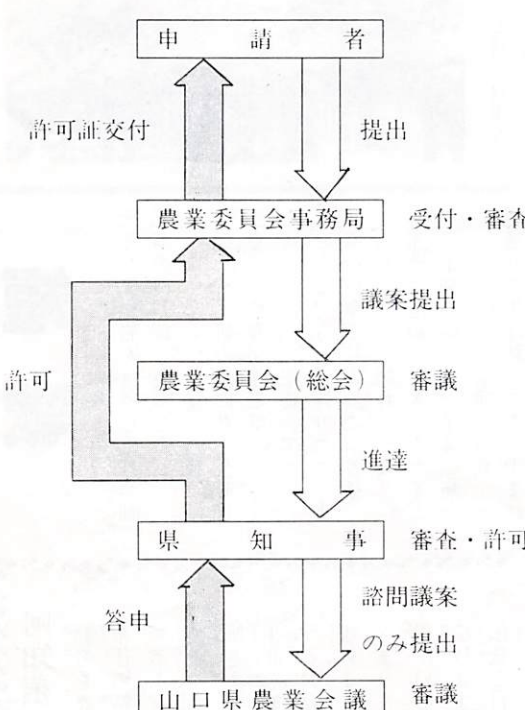 申請者
許可証交付
提出
農業委員会事務局
受付・審査
議案提出
許可
農業委員会(総会)
審議
進達
県知事
審査・許可
答申
諮問議案
のみ提出
山口県農業会議
審議